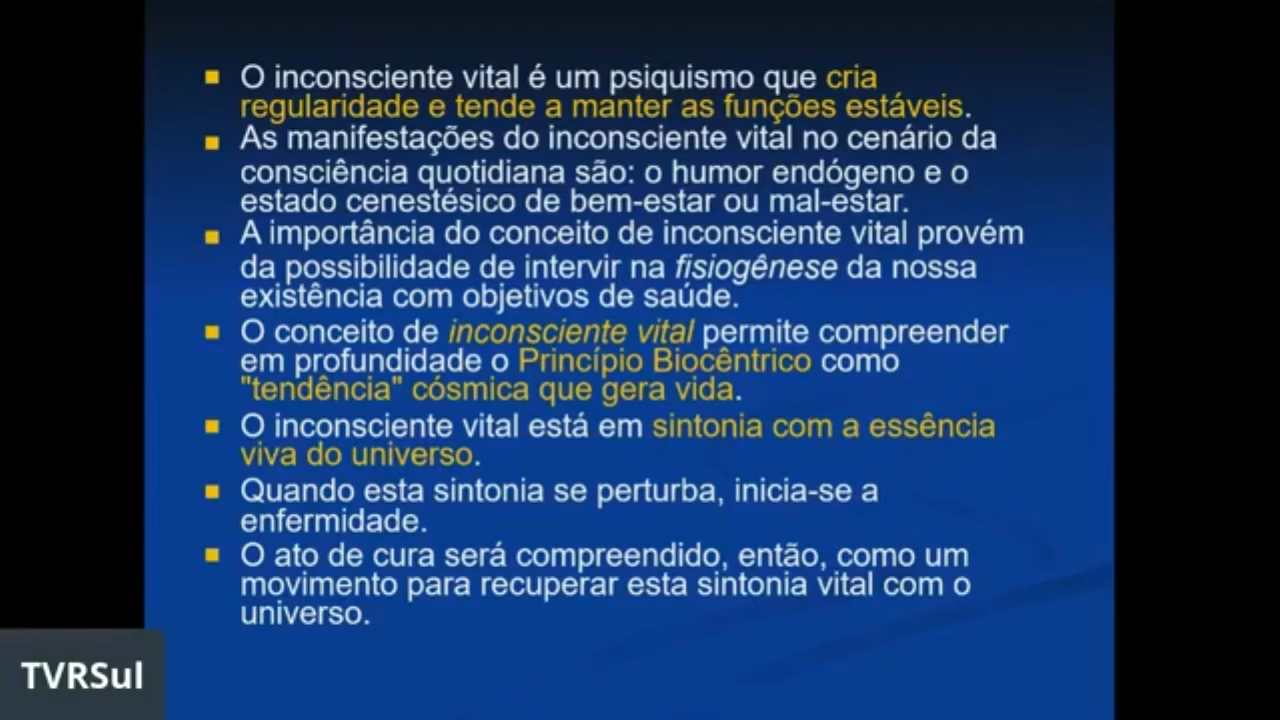 O inconsciente vital é um psiquismo que cria
regularidade e tende a manter as funções estáveis.
As manifestações do inconsciente vital no cenário da
consciência quotidiana são: o humor endógeno e o
estado cenestésico de bem-estar ou mal-estar.
A importância do conceito de inconsciente vital provém
da possibilidade de intervir na fisiogênese da nossa
existência com objetivos de saúde.
O conceito de inconsciente vital permite compreender
em profundidade o Princípio Biocêntrico como
"tendência" cósmica que gera vida.
O inconsciente vital está em sintonia com a essência
viva do universo.
Quando esta sintonia se perturba, inicia-se a
enfermidade.
O ato de cura será compreendido, então, como um
movimento para recuperar esta sintonia vital com o
universo.
TVRSul